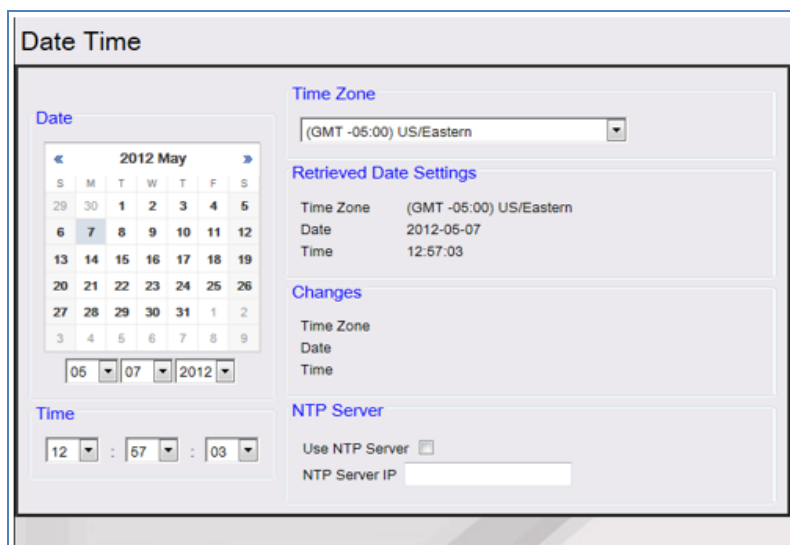 Date Time
Date
« 2012 May »
S M T W T F S
29 30 1 2 3 4 5
6 7 8 9 10 11 12
13 14 15 16 17 18 19
20 21 22 23 24 25 26
27 28 29 30 31 1 2
3 4 5 6 7 8 9
05 07 2012
Time
12 : 57 : 03
Time Zone
(GMT -05:00) US/Eastern
Retrieved Date Settings
Time Zone (GMT -05:00) US/Eastern
Date 2012-05-07
Time 12:57:03
Changes
Time Zone
Date
Time
NTP Server
Use NTP Server
NTP Server IP